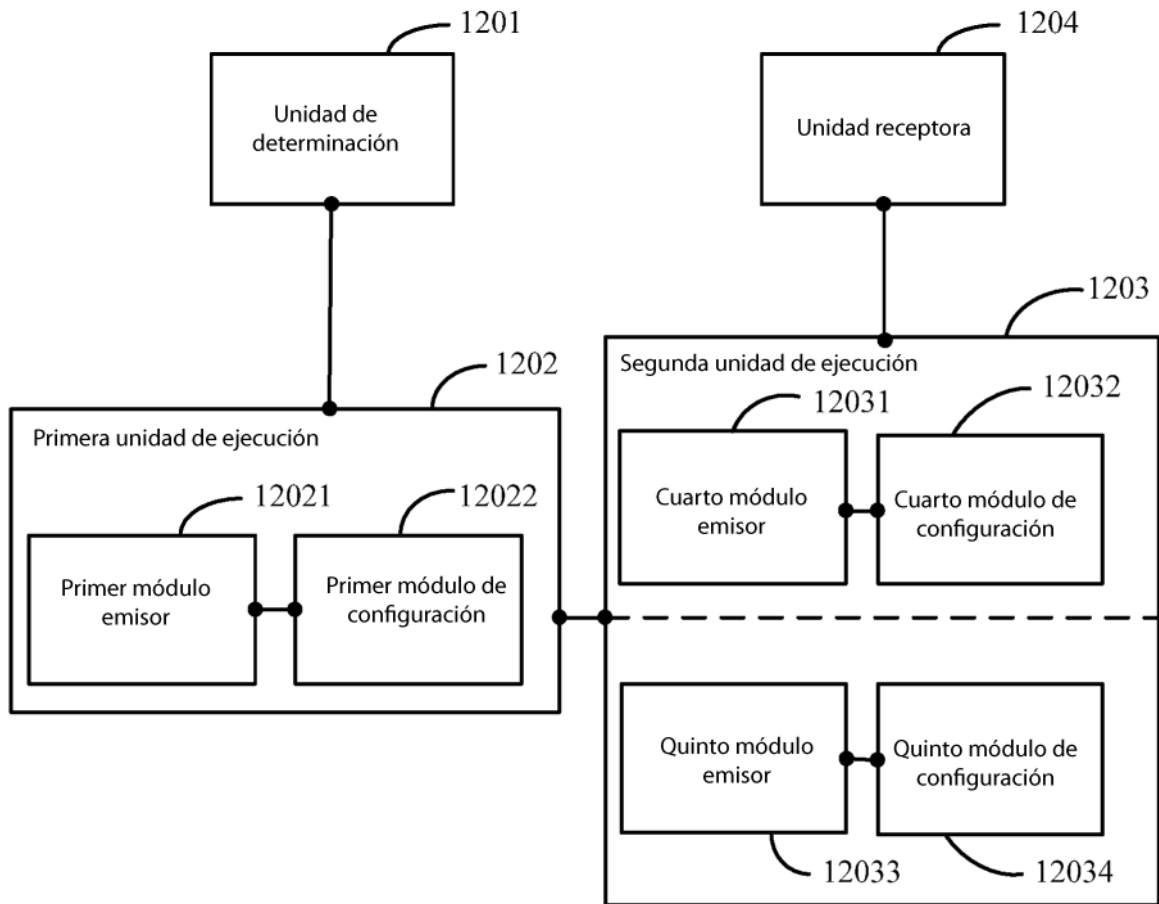 1201
1204
Unidad de
determinación
Unidad receptora
1203
1202
Segunda unidad de ejecución
12031
12032
Primera unidad de ejecución
12021
12022
Cuarto módulo
emisor
Cuarto módulo de
configuración
Primer módulo
emisor
Primer módulo de
configuración
Quinto módulo
emisor
Quinto módulo de
configuración
12033
12034